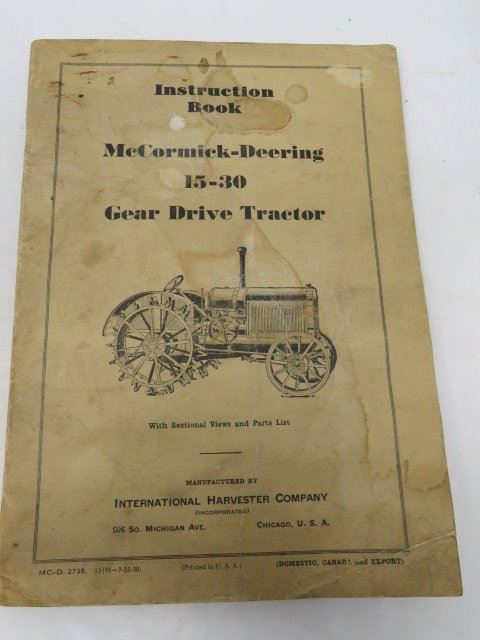 Instruction
Book
McCormick-Deering
15-30
Gear Drive Tractor
With Sectional Views and Parts List
MANUFACTURED BY
INTERNATIONAL HARVESTER COMPANY
(INCORPORATED)
606 SO. MICHIGAN AVE. CHICAGO, U. S. A.
MC-O. 2798. [Printed in U. S. A.] (DOMESTIC, CANADA and EXPORT)